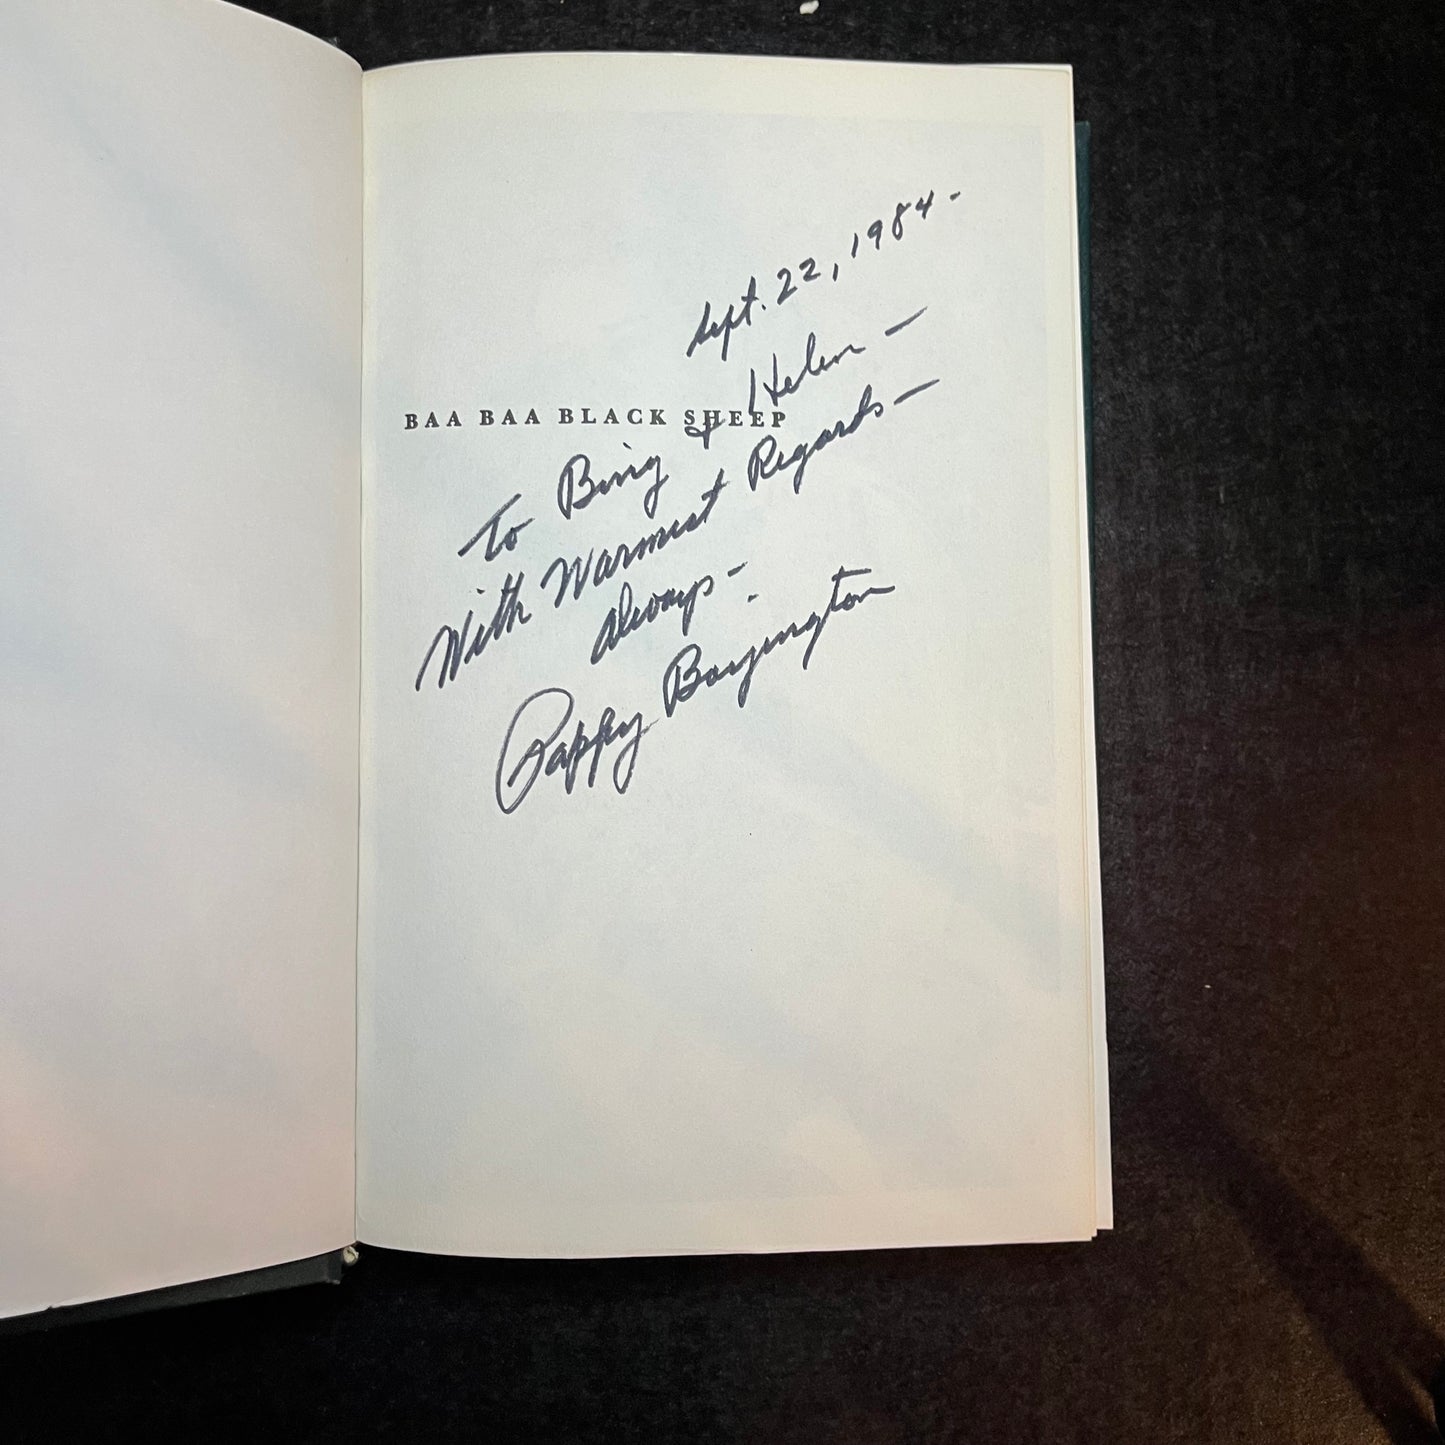 Sept. 22, 1984 -
BAA BAA BLACK SHEEP
To Bing & Helen -
With Warmest Regards -
Always -
Pappy Boyington